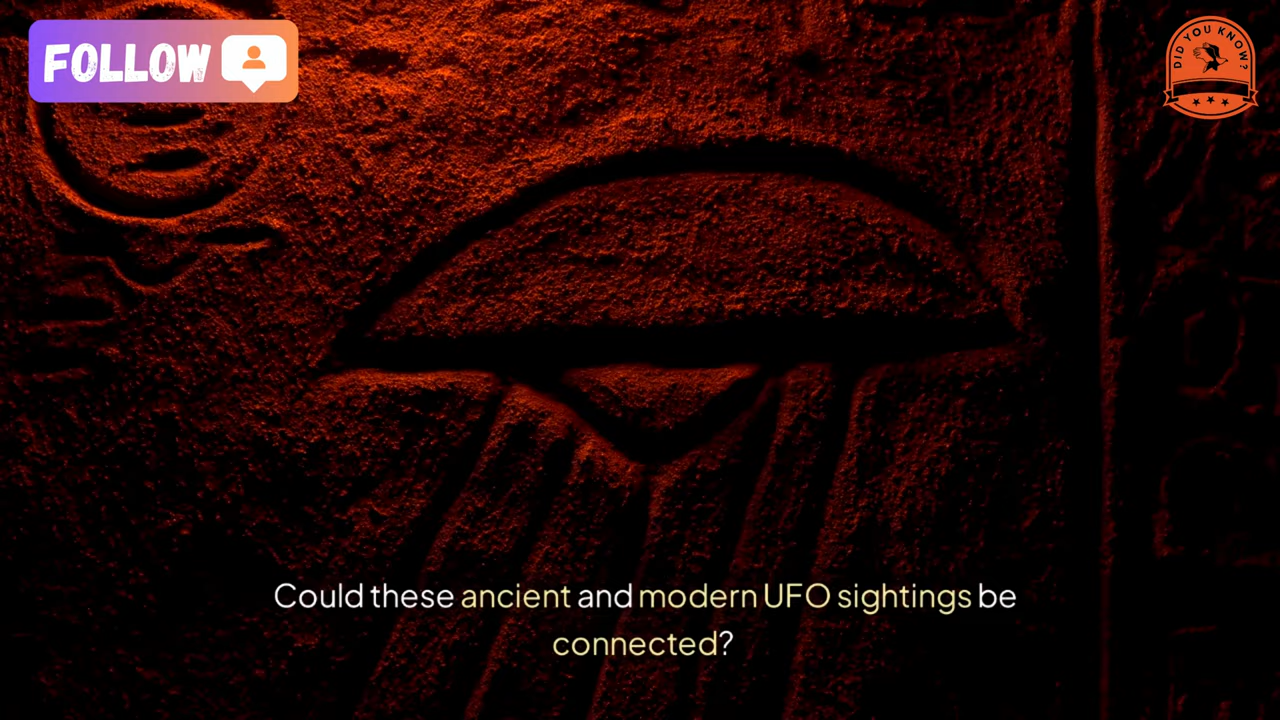 FOLLOW
DID YOU KNOW?
Could these ancient and modern UFO sightings be
connected?